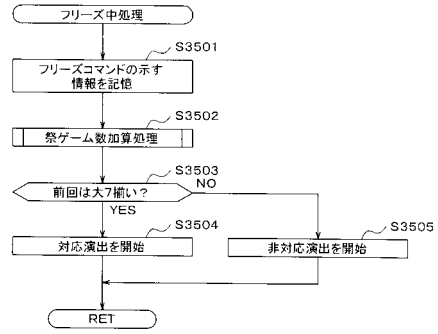 フリーズ中処理
S3501
フリーズコマンドの示す
情報を記憶
S3502
祭ゲーム数加算処理
S3503
前回は大7揃い？
NO
YES
S3504
対応演出を開始
S3505
非対応演出を開始
RET